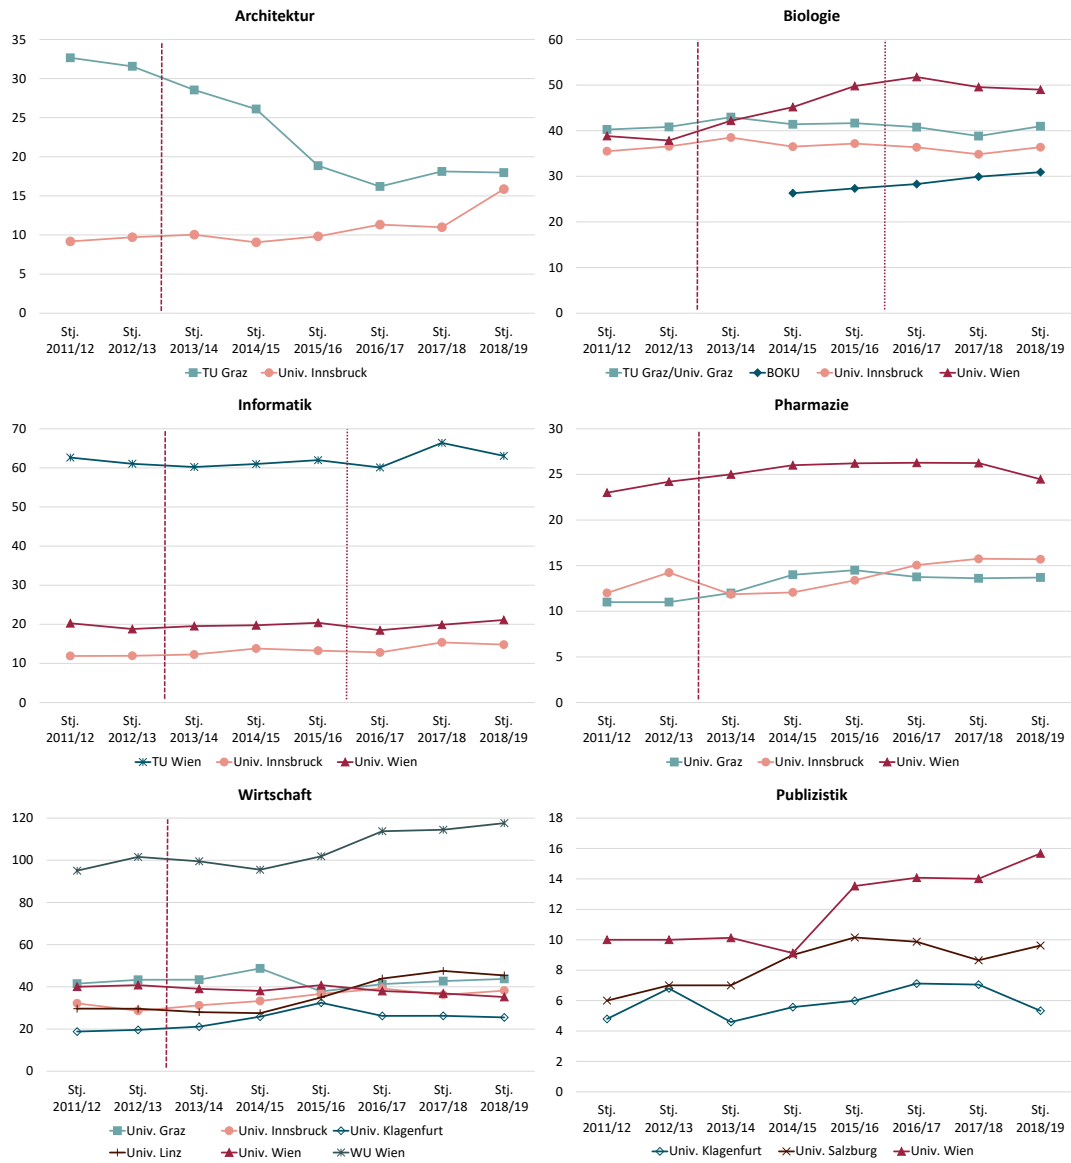 Architektur
35
30
25
20
15
10
5
0
Stj. Stj. Stj. Stj. Stj. Stj. Stj. Stj.
2011/12 2012/13 2013/14 2014/15 2015/16 2016/17 2017/18 2018/19
TU Graz Univ. Innsbruck
Biologie
60
50
40
30
20
10
0
Stj. Stj. Stj. Stj. Stj. Stj. Stj. Stj.
2011/12 2012/13 2013/14 2014/15 2015/16 2016/17 2017/18 2018/19
TU Graz/Univ. Graz BOKU Univ. Innsbruck Univ. Wien
Informatik
70
60
50
40
30
20
10
0
Stj. Stj. Stj. Stj. Stj. Stj. Stj. Stj.
2011/12 2012/13 2013/14 2014/15 2015/16 2016/17 2017/18 2018/19
TU Wien Univ. Innsbruck Univ. Wien
Pharmazie
30
25
20
15
10
5
0
Stj. Stj. Stj. Stj. Stj. Stj. Stj. Stj.
2011/12 2012/13 2013/14 2014/15 2015/16 2016/17 2017/18 2018/19
Univ. Graz Univ. Innsbruck Univ. Wien
Wirtschaft
120
100
80
60
40
20
0
Stj. Stj. Stj. Stj. Stj. Stj. Stj. Stj.
2011/12 2012/13 2013/14 2014/15 2015/16 2016/17 2017/18 2018/19
Univ. Graz Univ. Innsbruck Univ. Klagenfurt
Univ. Linz Univ. Wien WU Wien
Publizistik
18
16
14
12
10
8
6
4
2
0
Stj. Stj. Stj. Stj. Stj. Stj. Stj. Stj.
2011/12 2012/13 2013/14 2014/15 2015/16 2016/17 2017/18 2018/19
Univ. Klagenfurt Univ. Salzburg Univ. Wien